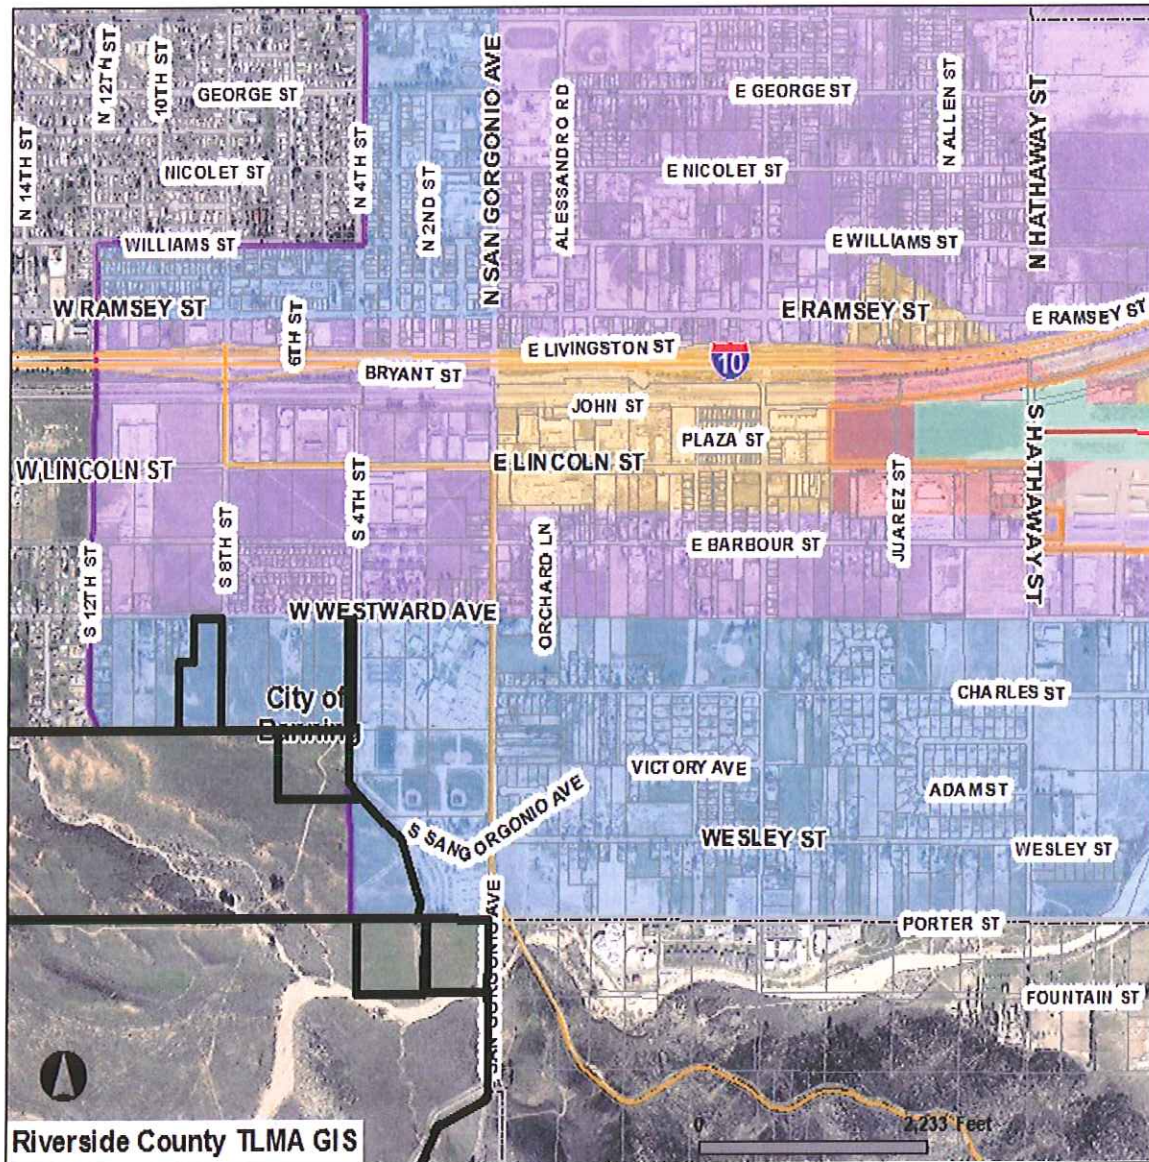 N 14TH ST
N 12TH ST
10TH ST
GEORGE ST
NICOLET ST
N 4TH ST
N 2ND ST
N SAN GORGONIO AVE
ALESSANDRO RD
E GEORGE ST
E NICOLET ST
N ALLEN ST
N HATHAWAY ST
WILLIAMS ST
E WILLIAMS ST
W RAMSEY ST
6TH ST
E RAMSEY ST
E RAMSEY ST
E LIVINGSTON ST
10
BRYANT ST
JOHN ST
PLAZA ST
W LINCOLN ST
E LINCOLN ST
S 4TH ST
JUAREZ ST
S HATHAWAY ST
S 8TH ST
E BARBOUR ST
ORCHARD LN
S 12TH ST
W WESTWARD AVE
City of
Banning
CHARLES ST
VICTORY AVE
ADAM ST
S SANG ORGONIO AVE
WESLEY ST
WESLEY ST
SAN GORGONIO AVE
PORTER ST
FOUNTAIN ST
0
2,233 Feet
Riverside County TLMA GIS